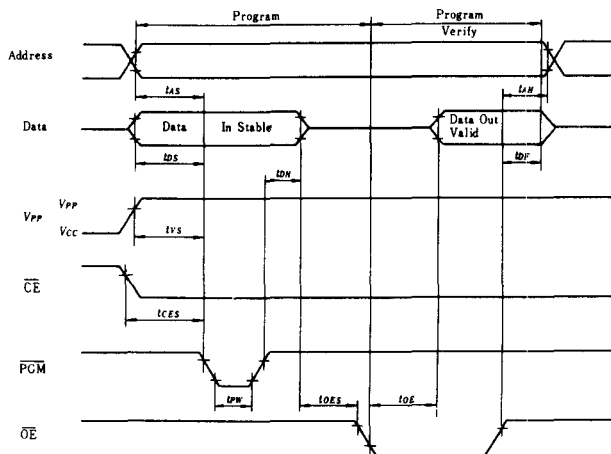 Program Program
Verify
Address
tAS tAH
Data Data In Stable Data Out
Valid
tDS tDH tDF
VPP VPP
VCC
tVS
CE
tCES
PGM
tPW
tOES tOE
OE